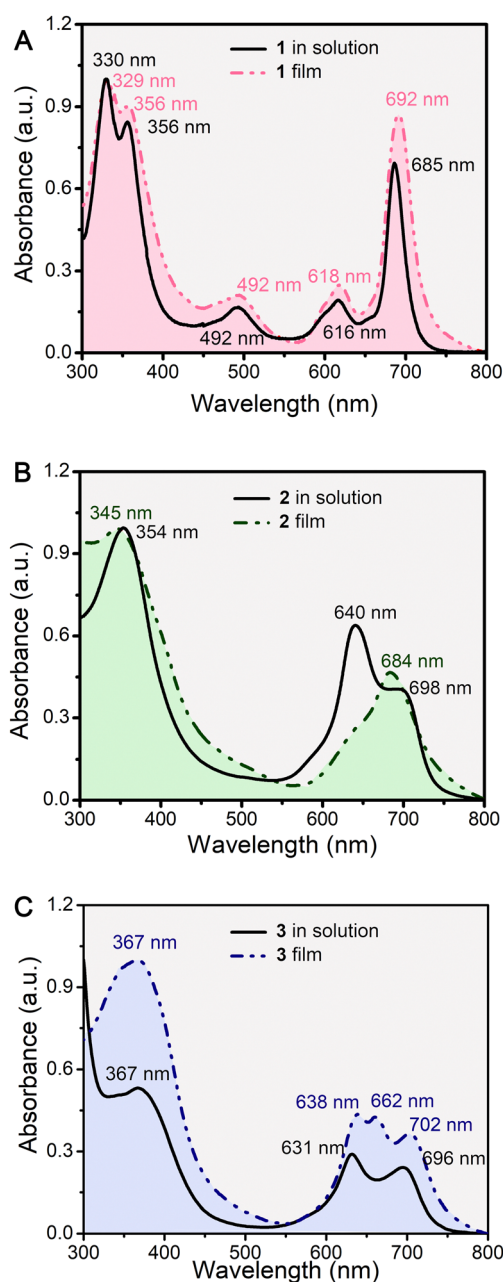 A
1.2
0.9
0.6
0.3
0.0
Absorbance (a.u.)
1 in solution
1 film
330 nm
329 nm
356 nm
356 nm
492 nm
492 nm
618 nm
616 nm
692 nm
685 nm
300 400 500 600 700 800
Wavelength (nm)
B
1.2
0.9
0.6
0.3
0.0
Absorbance (a.u.)
2 in solution
2 film
345 nm
354 nm
640 nm
684 nm
698 nm
300 400 500 600 700 800
Wavelength (nm)
C
1.2
0.9
0.6
0.3
0.0
Absorbance (a.u.)
3 in solution
3 film
367 nm
367 nm
638 nm
662 nm
702 nm
631 nm
696 nm
300 400 500 600 700 800
Wavelength (nm)